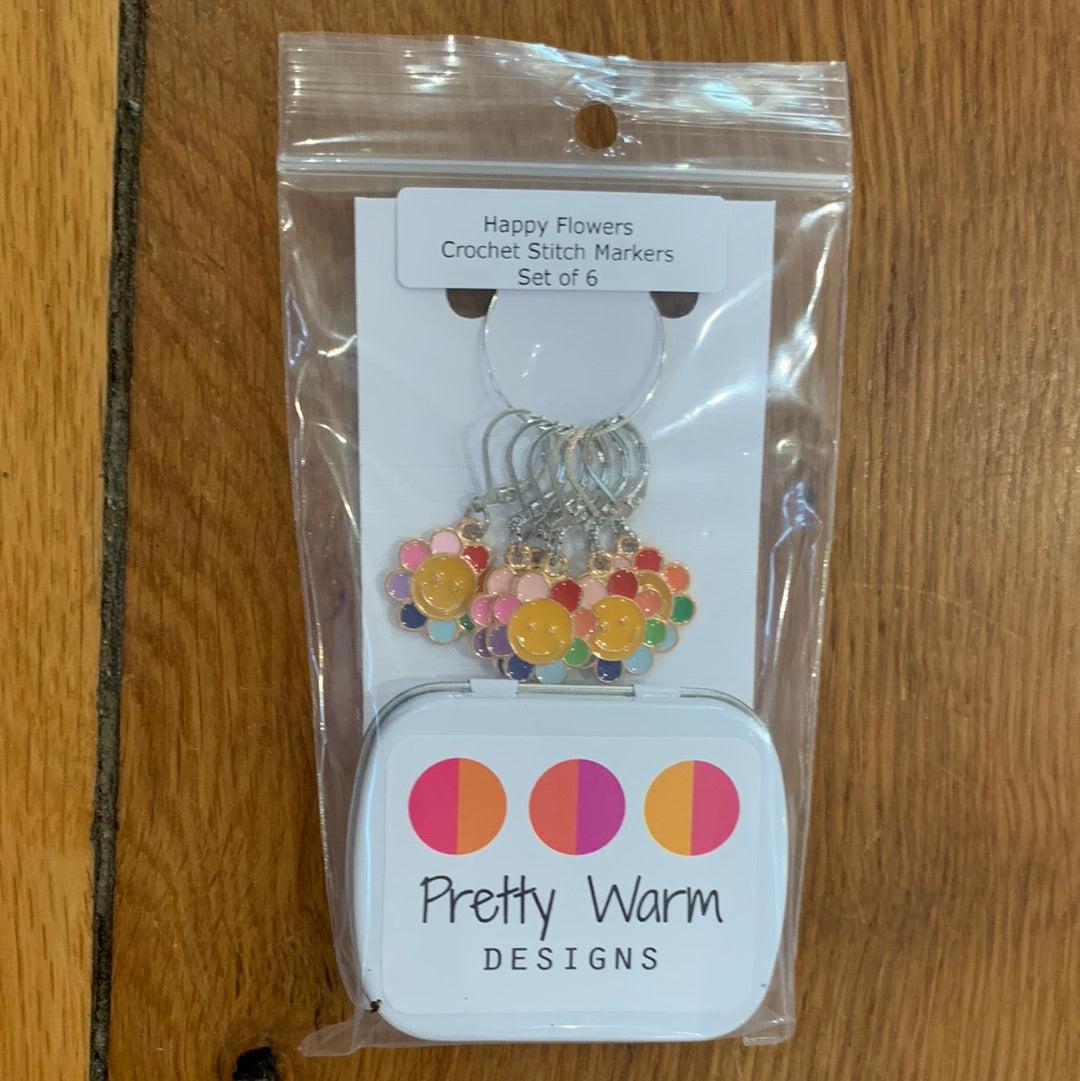 Happy Flowers
Crochet Stitch Markers
Set of 6
Pretty Warm
DESIGNS